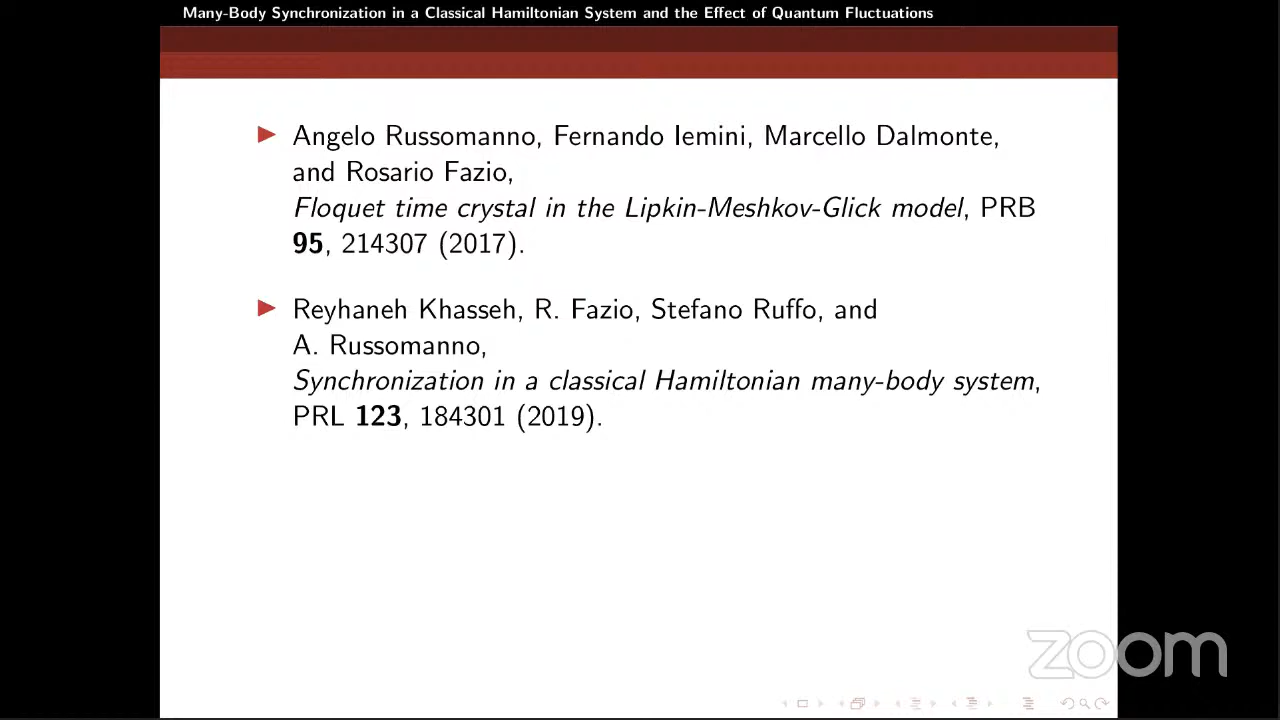 Many-Body Synchronization in a Classical Hamiltonian System and the Effect of Quantum Fluctuations
Angelo Russomanno, Fernando Iemini, Marcello Dalmonte,
and Rosario Fazio,
Floquet time crystal in the Lipkin-Meshkov-Glick model, PRB
95, 214307 (2017).
Reyhaneh Khasseh, R. Fazio, Stefano Ruffo, and
A. Russomanno,
Synchronization in a classical Hamiltonian many-body system,
PRL 123, 184301 (2019).
zoom